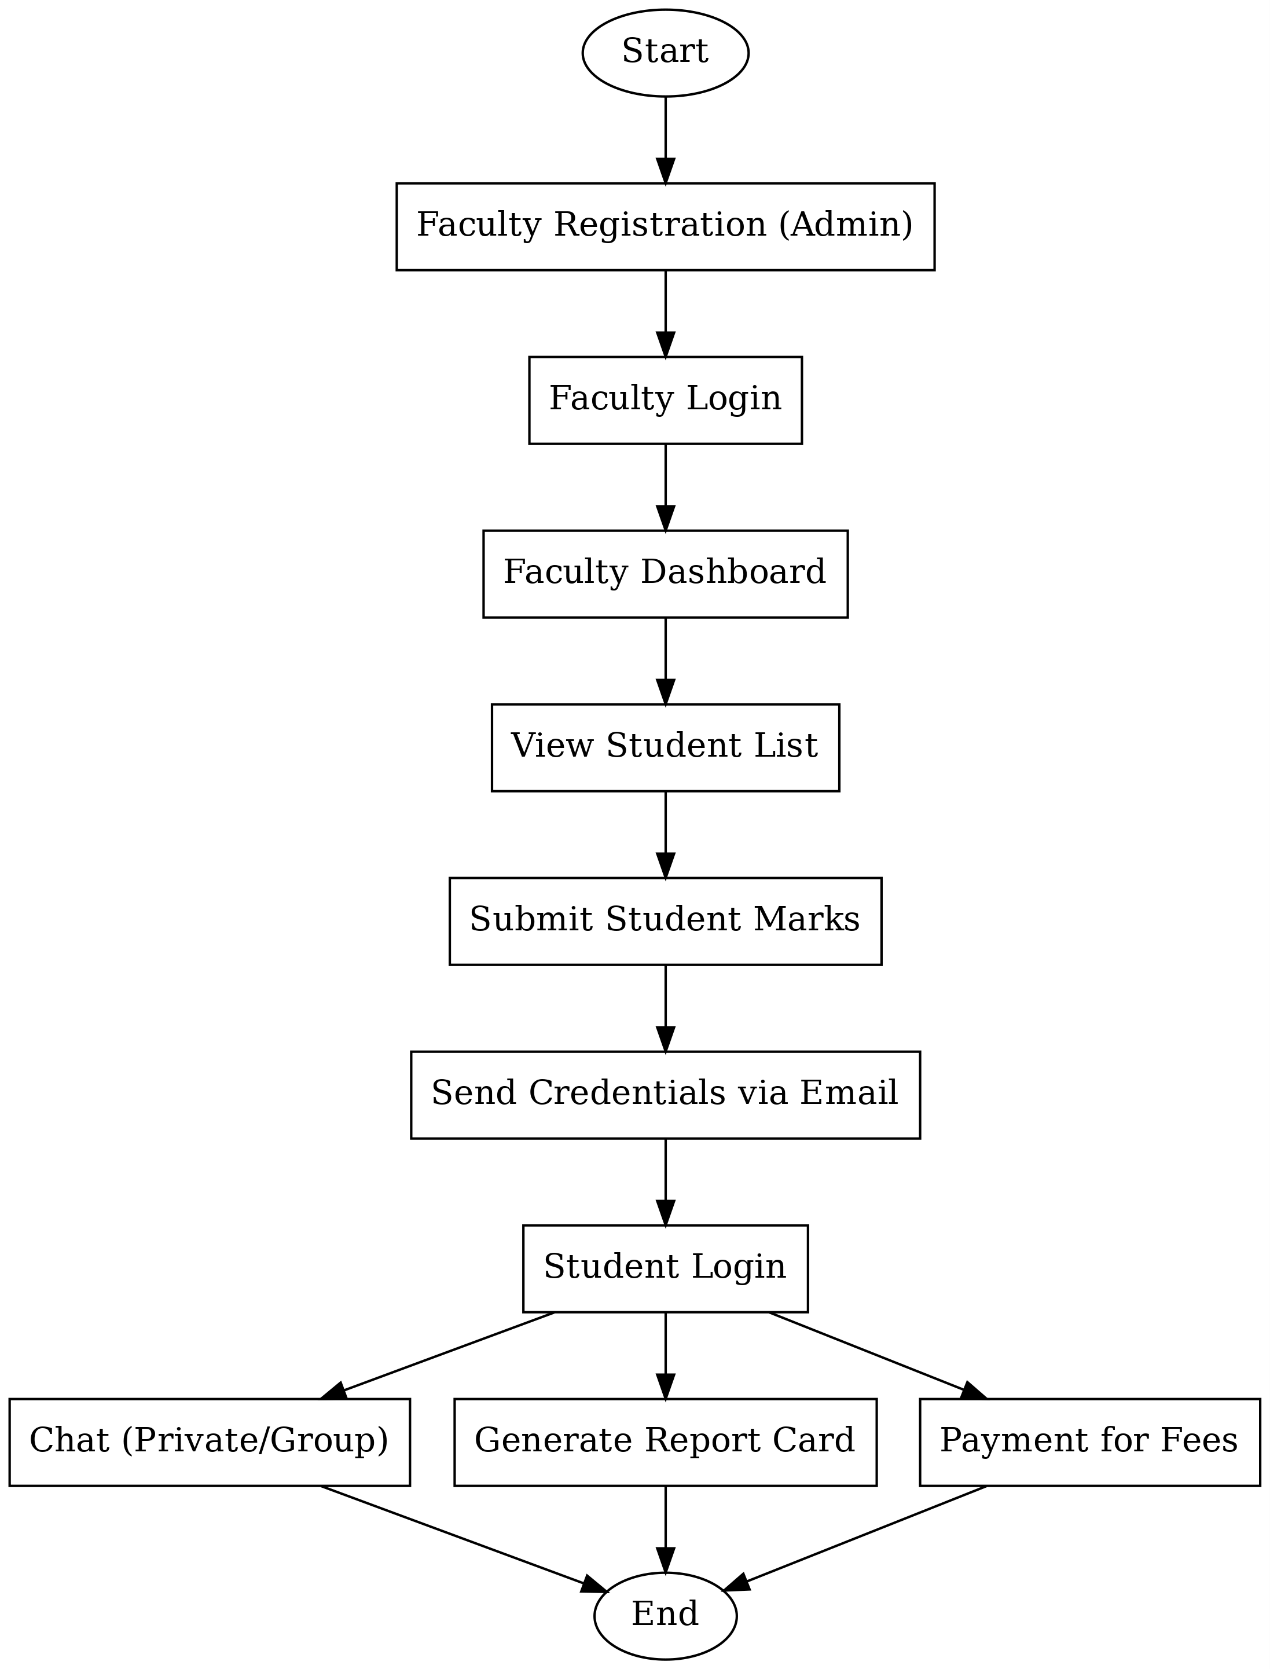 Start
Faculty Registration (Admin)
Faculty Login
Faculty Dashboard
View Student List
Submit Student Marks
Send Credentials via Email
Student Login
Chat (Private/Group)
Generate Report Card
Payment for Fees
End